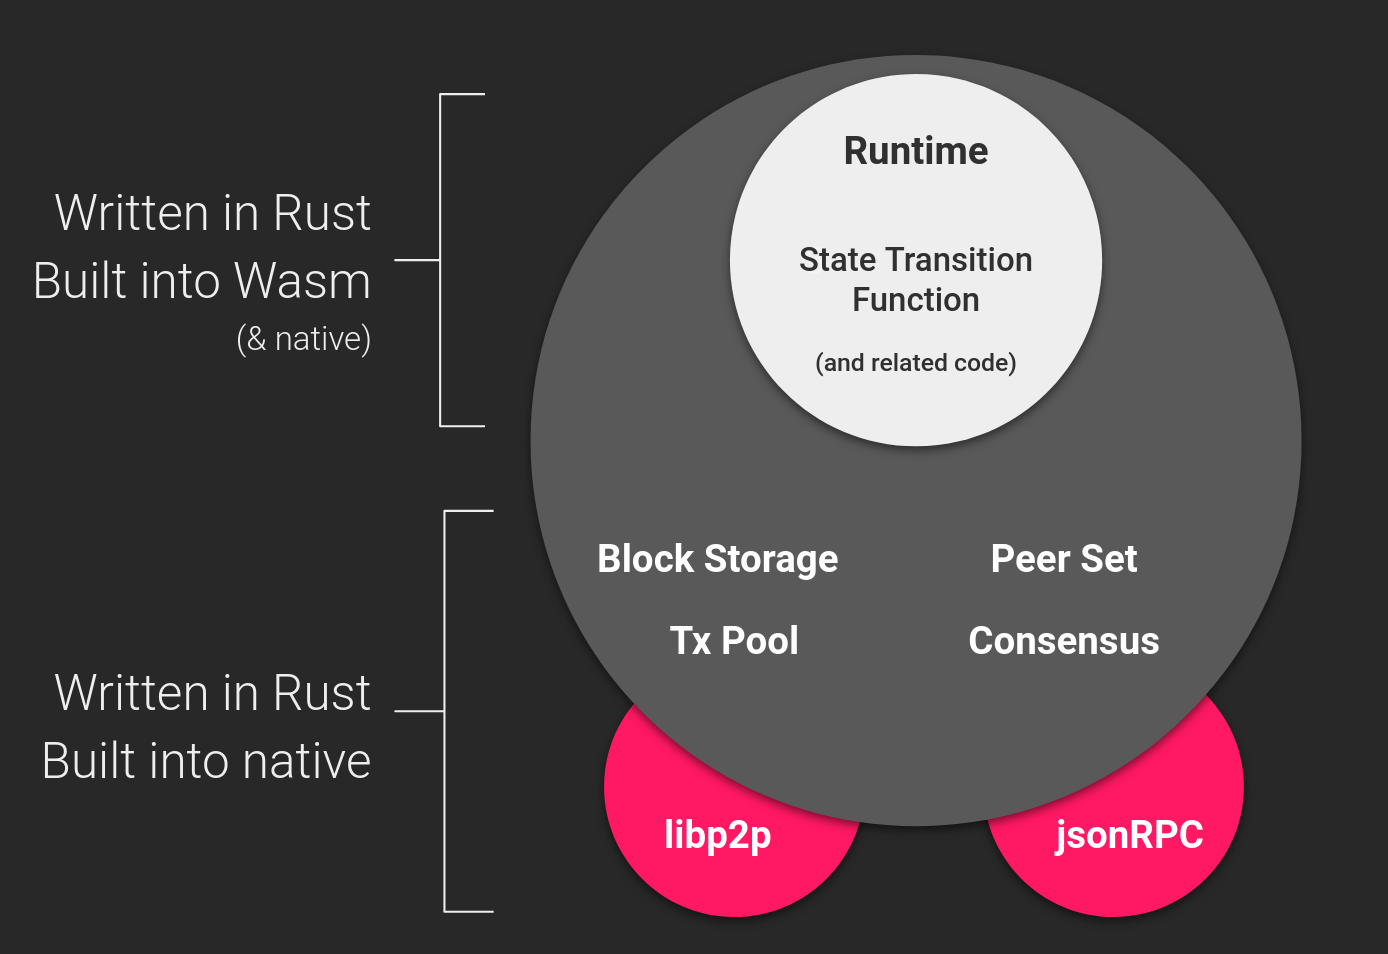 Written in Rust
Built into Wasm
(& native)
Runtime
State Transition
Function
(and related code)
Block Storage
Peer Set
Tx Pool
Consensus
Written in Rust
Built into native
libp2p
jsonRPC